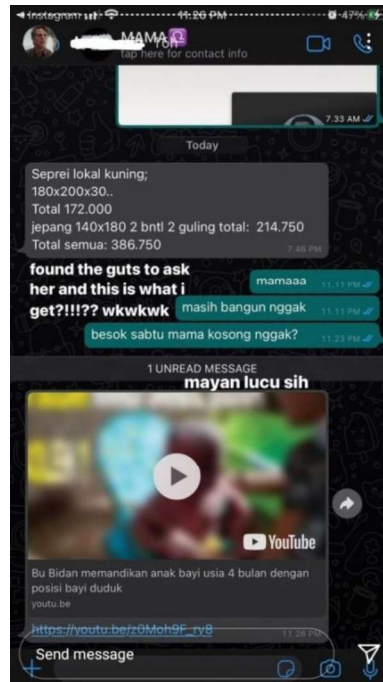 Instagram 11:26 PM 47%
MAMA
tap here for contact info
7.33 AM
Today
Seprei lokal kuning;
180x200x30..
Total 172.000
jepang 140x180 2 bntl 2 guling total: 214.750
Total semua: 386.750
7.46 PM
found the guts to ask
her and this is what i
get?!!!?? wkwkwk
mamaaa 11.11 PM
masih bangun nggak 11.11 PM
besok sabtu mama kosong nggak? 11.23 PM
1 UNREAD MESSAGE
mayan lucu sih
YouTube
Bu Bidan memandikan anak bayi usia 4 bulan dengan
posisi bayi duduk
youtu.be
https://youtu.be/z0Moh9F_ry8
11.26 PM
Send message